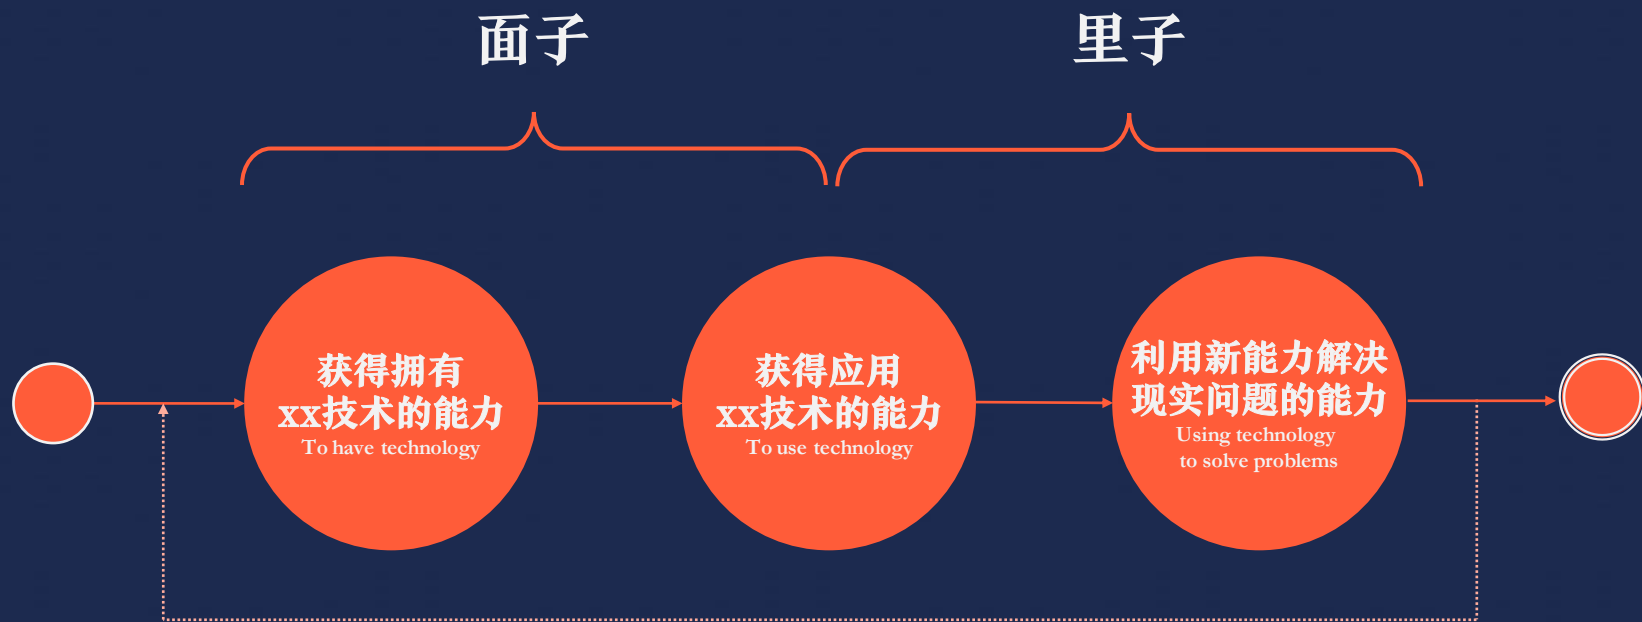 面子
里子
获得拥有
xx技术的能力
To have technology
获得应用
xx技术的能力
To use technology
利用新能力解决
现实问题的能力
Using technology
to solve problems